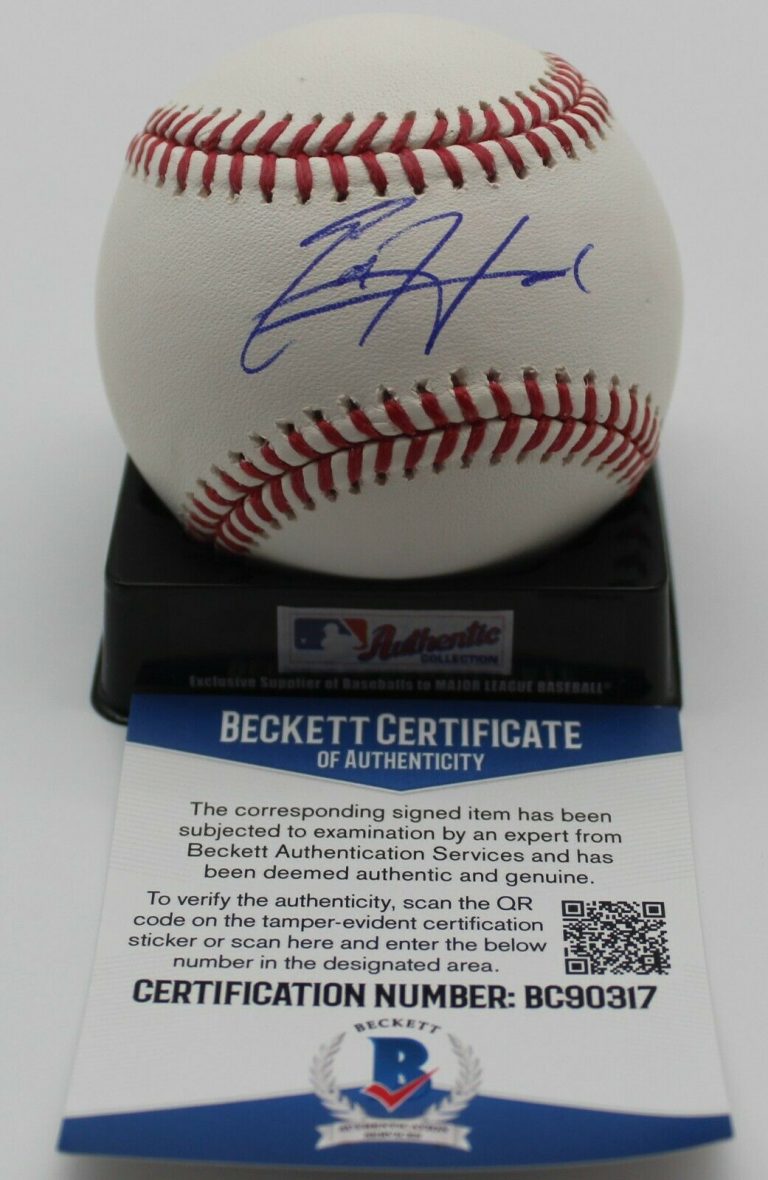 Authentic
COLLECTION
Exclusive Supplier of Baseballs to MAJOR LEAGUE BASEBALL®
BECKETT CERTIFICATE
OF AUTHENTICITY
The corresponding signed item has been
subjected to examination by an expert from
Beckett Authentication Services and has
been deemed authentic and genuine.
To verify the authenticity, scan the QR
code on the tamper-evident certification
sticker or scan here and enter the below
number in the designated area.
CERTIFICATION NUMBER: BC90317
BECKETT
B
AUTHENTICATION
SERVICES